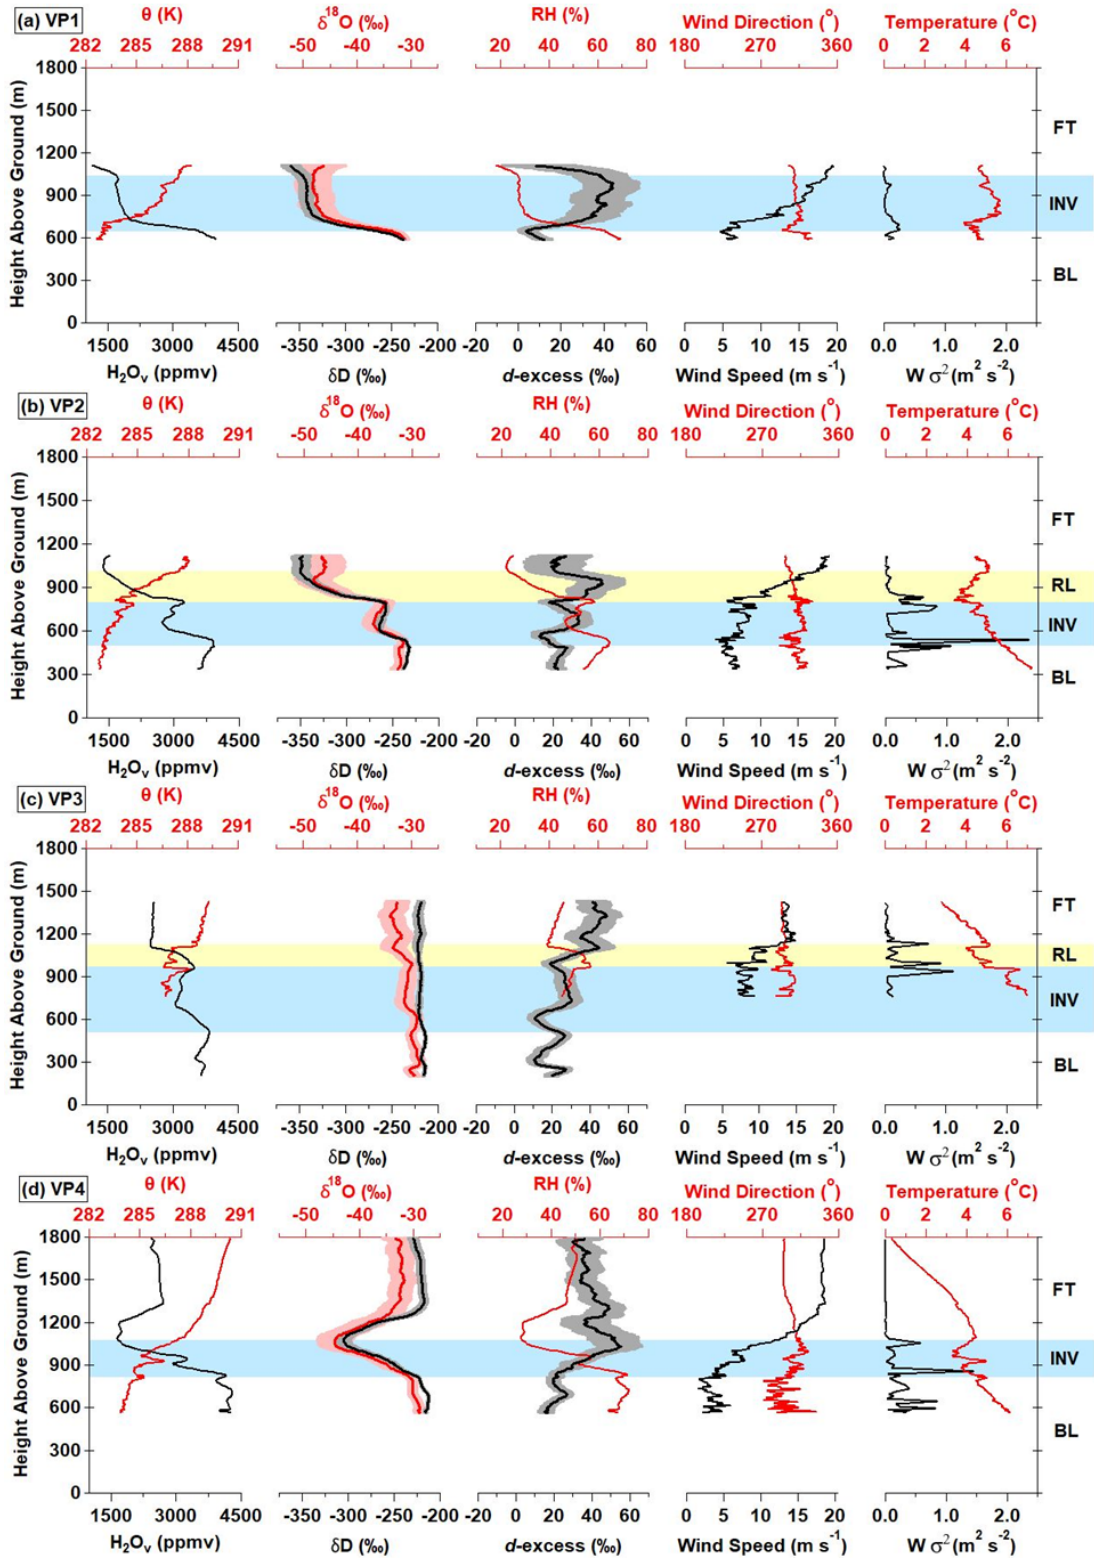 (a) VP1
θ (K) δ18O (‰) RH (%) Wind Direction (o) Temperature (oC)
282 285 288 291 -50 -40 -30 0 20 40 60 80 180 270 360 0 2 4 6
1800
1500
1200
900
600
300
0
Height Above Ground (m)
FT
INV
BL
1500 3000 4500 -350 -300 -250 -200 -20 0 20 40 60 0 5 10 15 20 0.0 1.0 2.0
H2Ov (ppmv) δD (‰) d-excess (‰) Wind Speed (m s-1) W σ2 (m2 s-2)
(b) VP2
θ (K) δ18O (‰) RH (%) Wind Direction (o) Temperature (oC)
282 285 288 291 -50 -40 -30 0 20 40 60 80 180 270 360 0 2 4 6
1800
1500
1200
900
600
300
0
Height Above Ground (m)
FT
RL
INV
BL
1500 3000 4500 -350 -300 -250 -200 -20 0 20 40 60 0 5 10 15 20 0.0 1.0 2.0
H2Ov (ppmv) δD (‰) d-excess (‰) Wind Speed (m s-1) W σ2 (m2 s-2)
(c) VP3
θ (K) δ18O (‰) RH (%) Wind Direction (o) Temperature (oC)
282 285 288 291 -50 -40 -30 0 20 40 60 80 180 270 360 0 2 4 6
1800
1500
1200
900
600
300
0
Height Above Ground (m)
FT
RL
INV
BL
1500 3000 4500 -350 -300 -250 -200 -20 0 20 40 60 0 5 10 15 20 0.0 1.0 2.0
H2Ov (ppmv) δD (‰) d-excess (‰) Wind Speed (m s-1) W σ2 (m2 s-2)
(d) VP4
θ (K) δ18O (‰) RH (%) Wind Direction (o) Temperature (oC)
282 285 288 291 -50 -40 -30 0 20 40 60 80 180 270 360 0 2 4 6
1800
1500
1200
900
600
300
0
Height Above Ground (m)
FT
INV
BL
1500 3000 4500 -350 -300 -250 -200 -20 0 20 40 60 0 5 10 15 20 0.0 1.0 2.0
H2Ov (ppmv) δD (‰) d-excess (‰) Wind Speed (m s-1) W σ2 (m2 s-2)